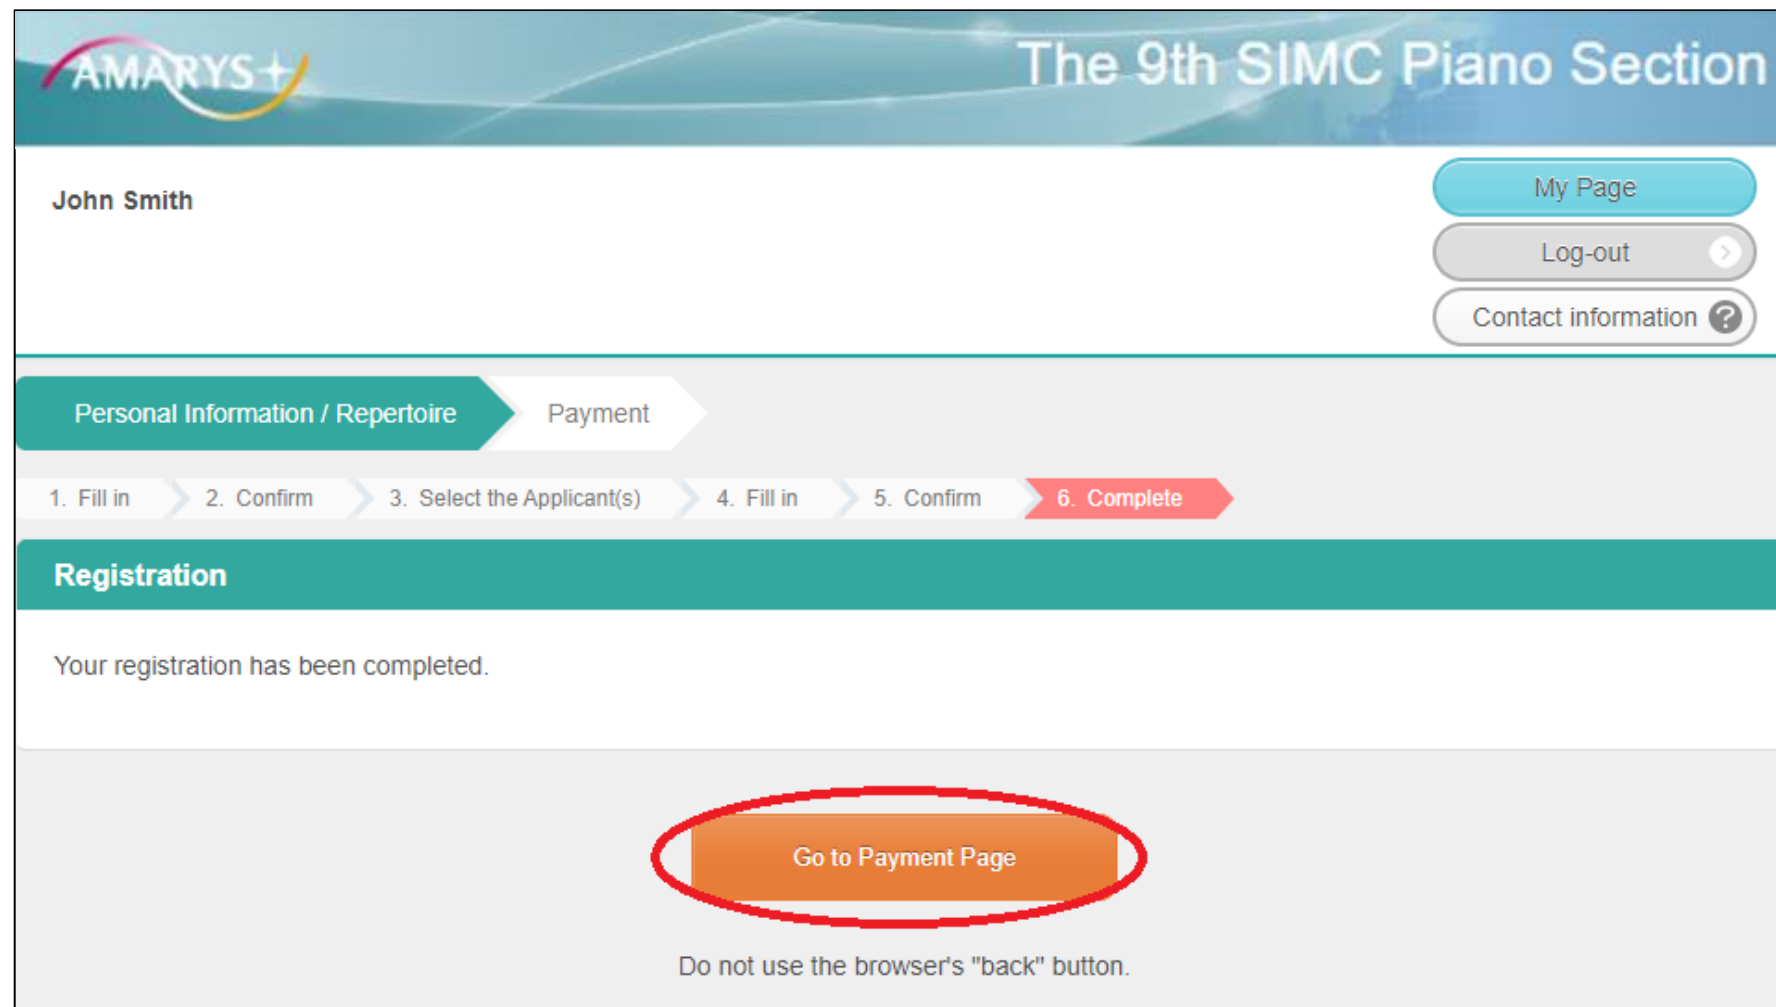 AMARYS+
The 9th SIMC Piano Section
John Smith
My Page
Log-out
Contact information ?
Personal Information / Repertoire
Payment
1. Fill in
2. Confirm
3. Select the Applicant(s)
4. Fill in
5. Confirm
6. Complete
Registration
Your registration has been completed.
Go to Payment Page
Do not use the browser's "back" button.